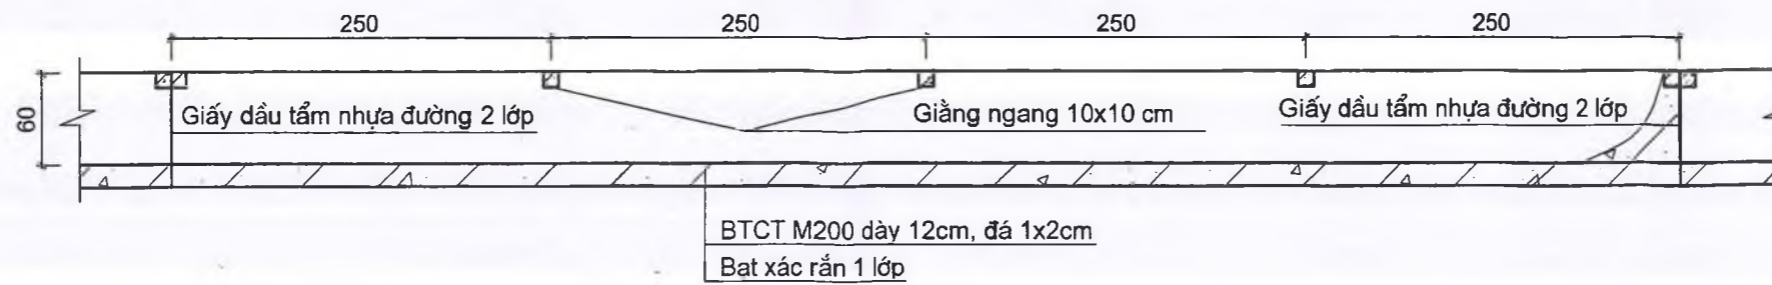 250 250 250 250
60
Giấy dầu tẩm nhựa đường 2 lớp Giằng ngang 10x10 cm Giấy dầu tẩm nhựa đường 2 lớp
BTCT M200 dày 12cm, đá 1x2cm
Bạt xác rắn 1 lớp